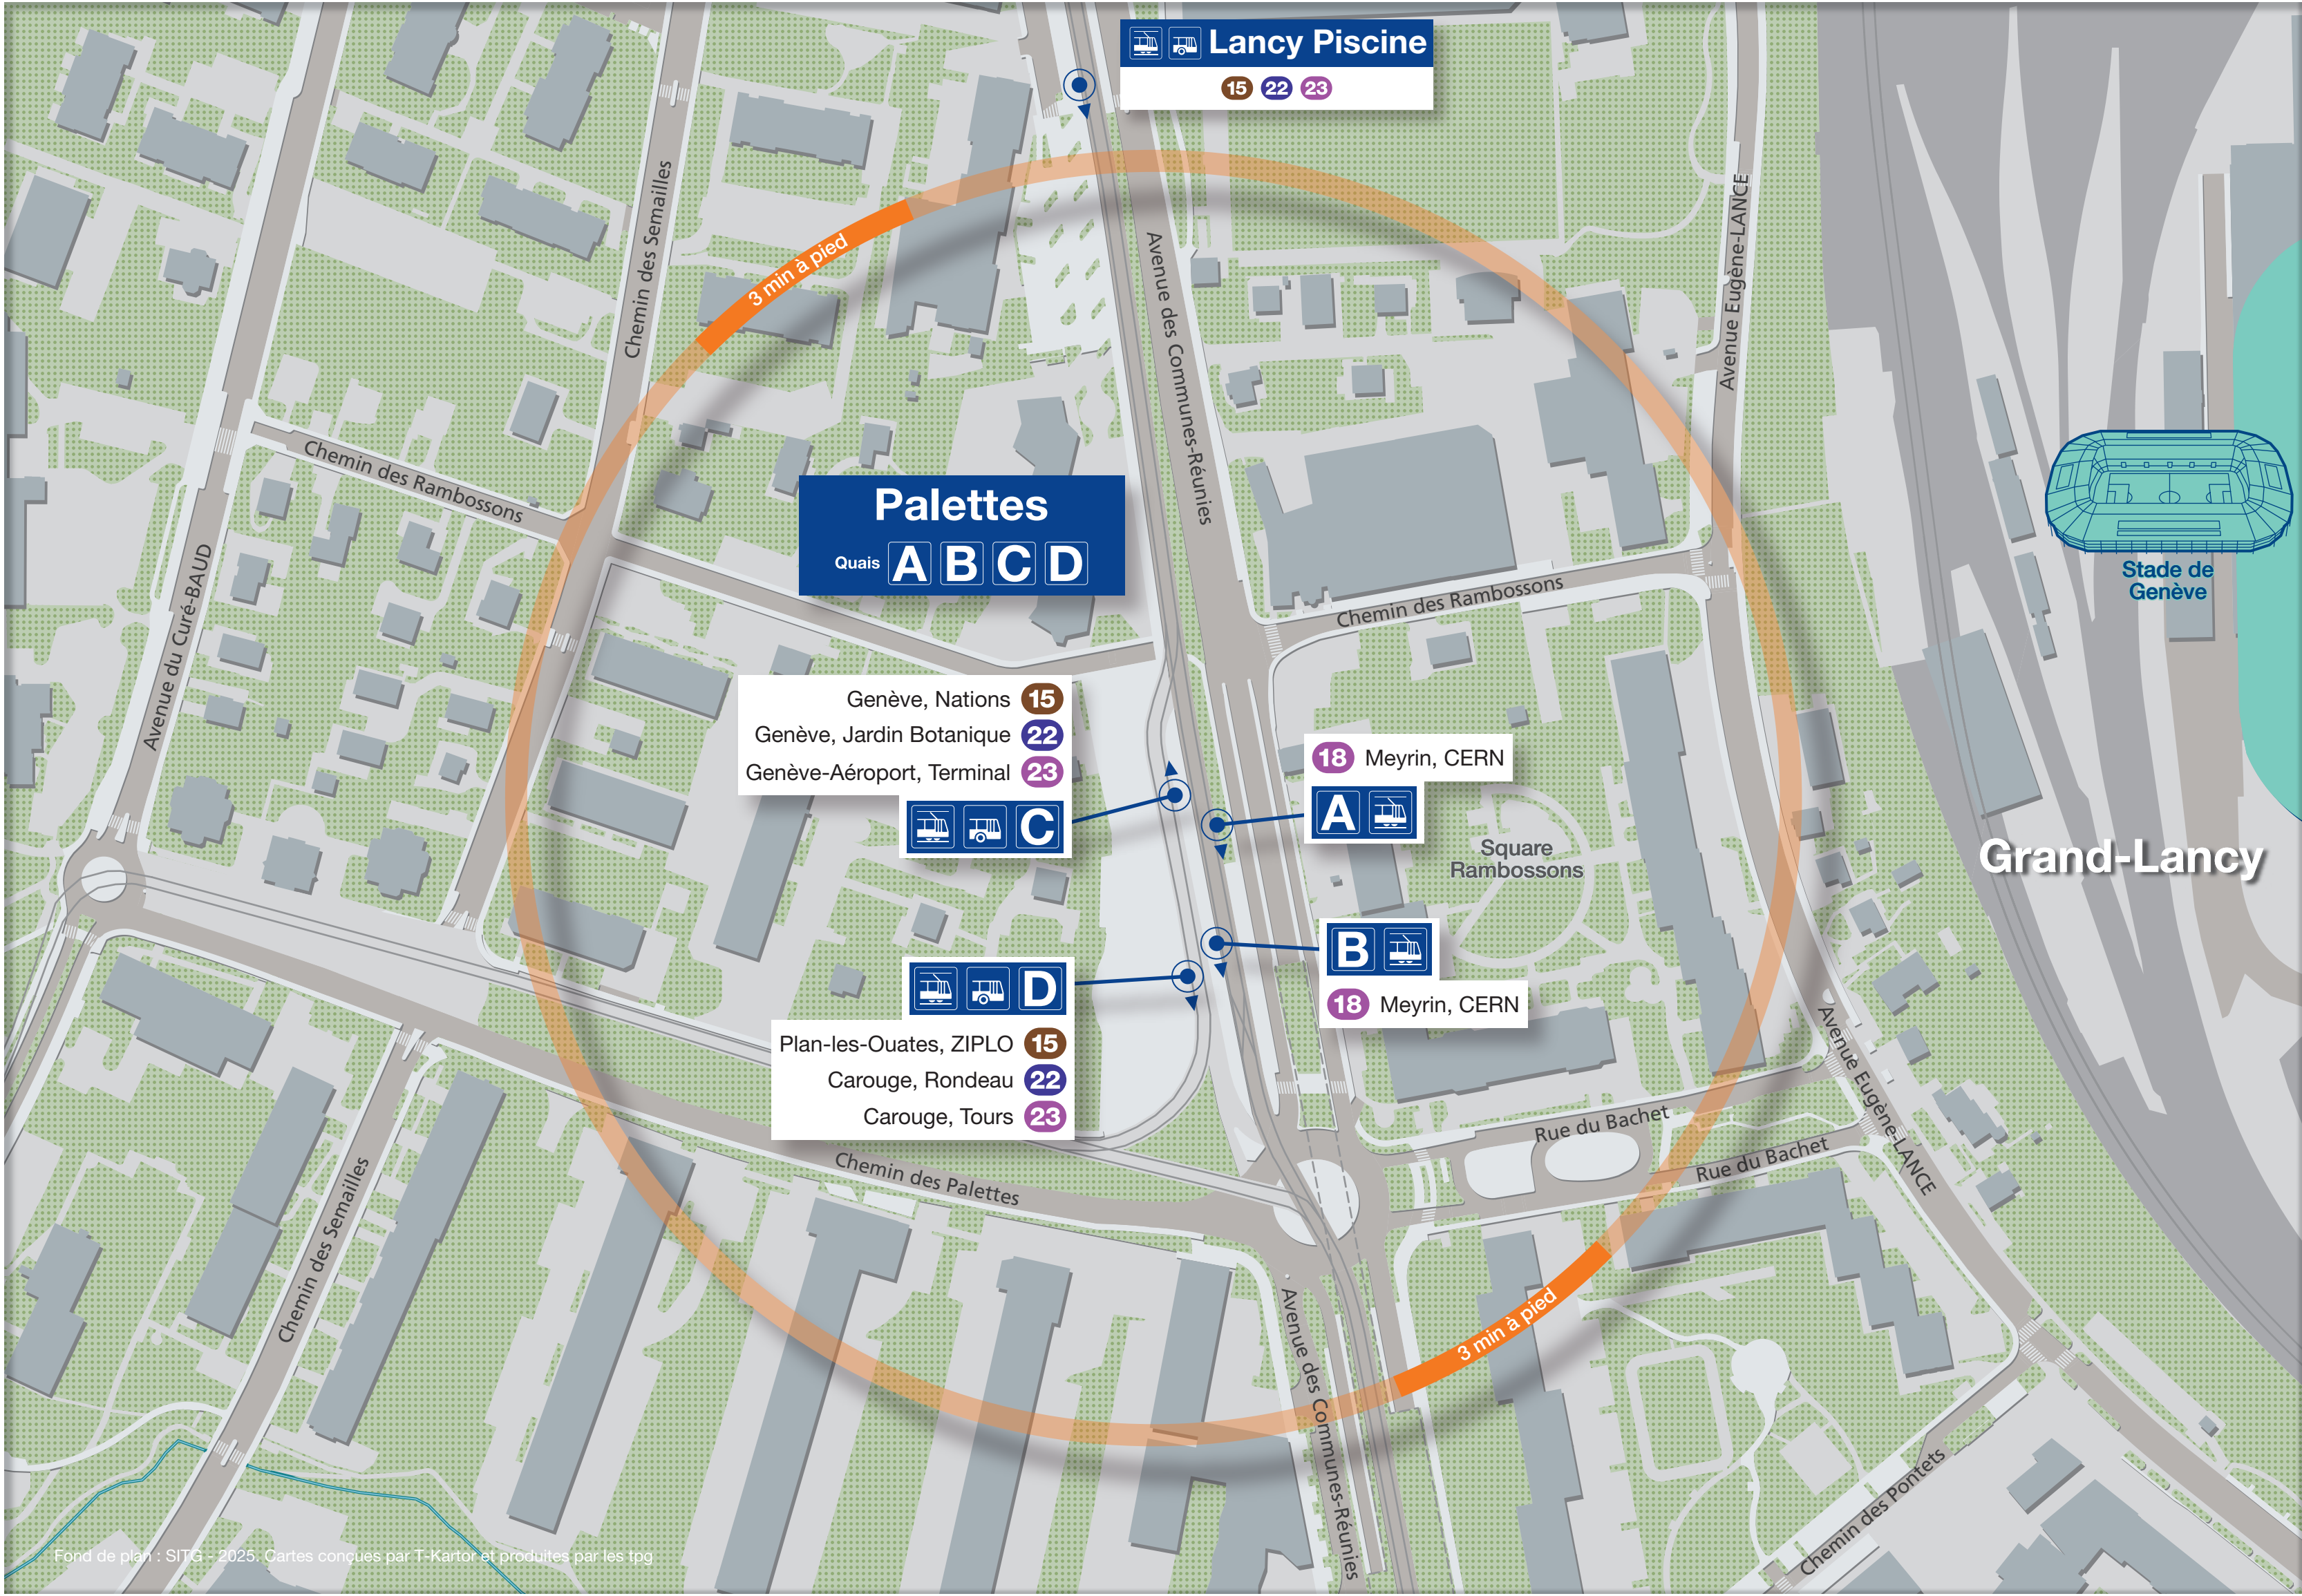 Lancy Piscine
15 22 23
3 min à pied
Chemin des Semailles
Avenue des Communes-Réunies
Avenue Eugène-LANCE
Chemin des Rambossons
Palettes
Quais A B C D
Stade de
Genève
Chemin des Rambossons
Avenue du Curé-BAUD
Genève, Nations 15
Genève, Jardin Botanique 22
Genève-Aéroport, Terminal 23
C
18 Meyrin, CERN
A
Square
Rambossons
Grand-Lancy
B
18 Meyrin, CERN
D
Plan-les-Ouates, ZIPLO 15
Carouge, Rondeau 22
Carouge, Tours 23
Avenue Eugène-LANCE
Rue du Bachet
Rue du Bachet
Chemin des Palettes
Chemin des Semailles
3 min à pied
Avenue des Communes-Réunies
Chemin des Pontets
Fond de plan : SITG - 2025. Cartes conçues par T-Kartor et produites par les tpg